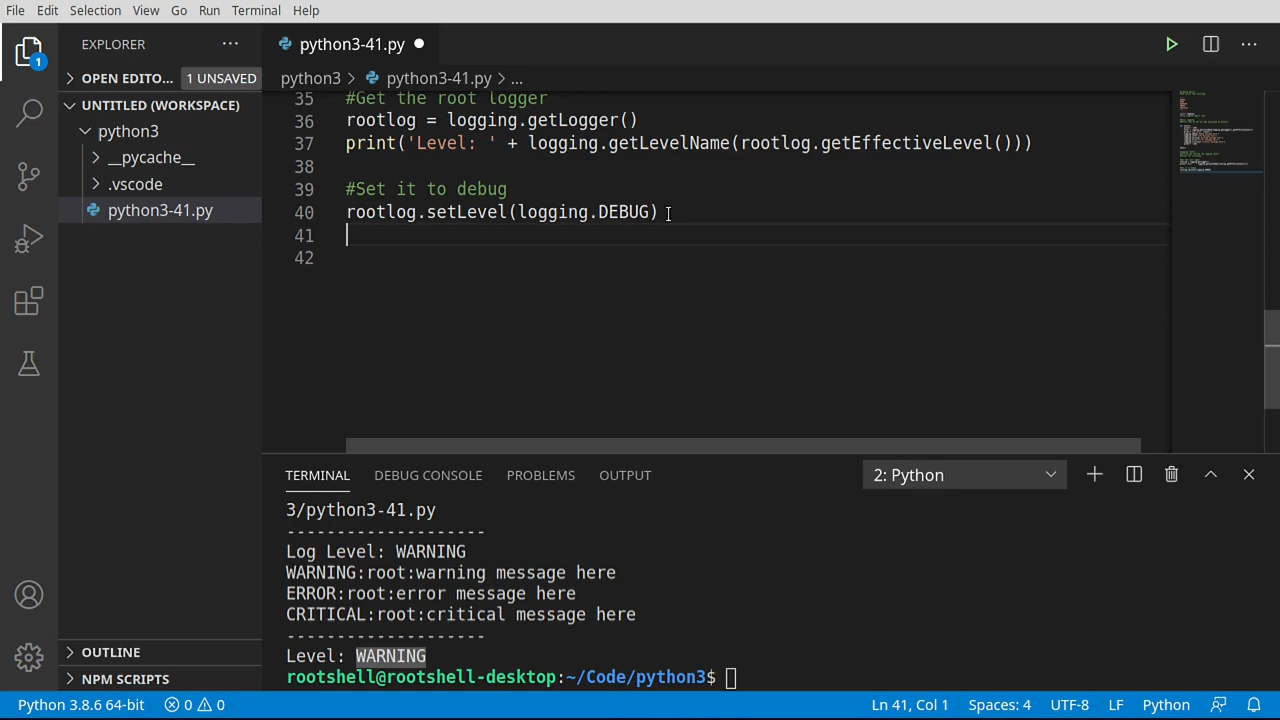 File Edit Selection View Go Run Terminal Help
EXPLORER ...
python3-41.py
1
OPEN EDITO... 1 UNSAVED
python3 > python3-41.py > ...
UNTITLED (WORKSPACE)
python3
__pycache__
.vscode
python3-41.py
35 #Get the root logger
36 rootlog = logging.getLogger()
37 print('Level: ' + logging.getLevelName(rootlog.getEffectiveLevel()))
38
39 #Set it to debug
40 rootlog.setLevel(logging.DEBUG)
41
42
TERMINAL DEBUG CONSOLE PROBLEMS OUTPUT 2: Python
3/python3-41.py
-------------------
Log Level: WARNING
WARNING:root:warning message here
ERROR:root:error message here
CRITICAL:root:critical message here
-------------------
Level: WARNING
rootshell@rootshell-desktop:~/Code/python3$
OUTLINE
NPM SCRIPTS
Python 3.8.6 64-bit 0 0 Ln 41, Col 1 Spaces: 4 UTF-8 LF Python